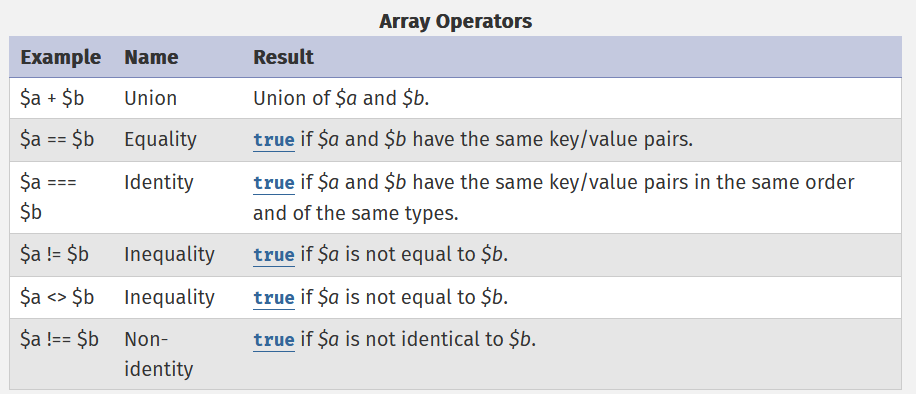 Array Operators
Example Name Result
$a + $b Union Union of $a and $b.
$a == $b Equality true if $a and $b have the same key/value pairs.
$a === $b Identity true if $a and $b have the same key/value pairs in the same order and of the same types.
$a != $b Inequality true if $a is not equal to $b.
$a <> $b Inequality true if $a is not equal to $b.
$a !== $b Non-identity true if $a is not identical to $b.